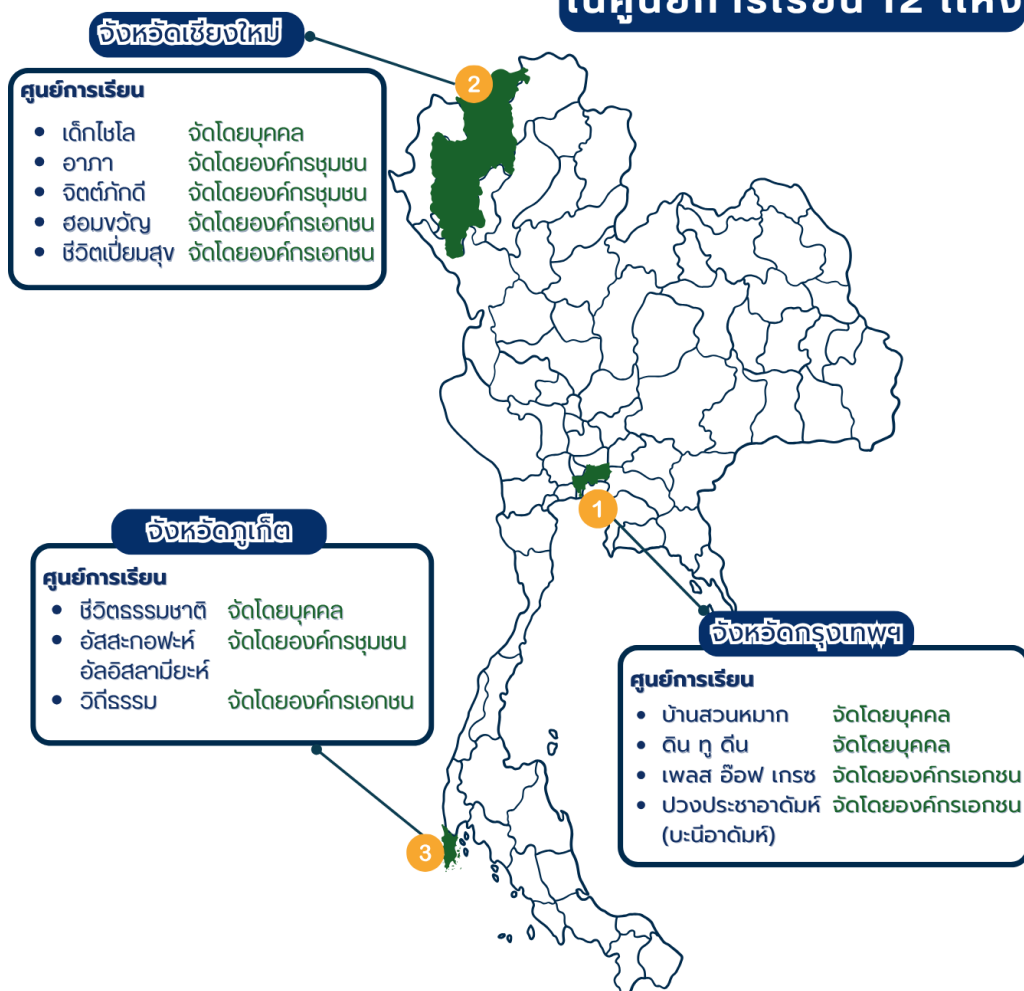 ในศูนย์การเรียน 12 แห่ง
จังหวัดเชียงใหม่
2
ศูนย์การเรียน
• เด็กไชโล จัดโดยบุคคล
• อาภา จัดโดยองค์กรชุมชน
• จิตต์ภักดี จัดโดยองค์กรชุมชน
• ฮอมขวัญ จัดโดยองค์กรเอกชน
• ชีวิตเปี่ยมสุข จัดโดยองค์กรเอกชน
1
จังหวัดภูเก็ต
ศูนย์การเรียน
• ชีวิตธรรมชาติ จัดโดยบุคคล
• อัสสะกอฟะห์ จัดโดยองค์กรชุมชน
อัลอิสลามียะห์
• วิถีธรรม จัดโดยองค์กรเอกชน
3
จังหวัดกรุงเทพฯ
ศูนย์การเรียน
• บ้านสวนหมาก จัดโดยบุคคล
• ดิน ทู ดีน จัดโดยบุคคล
• เพลส อ๊อฟ เกรซ จัดโดยองค์กรเอกชน
• ปวงประชาอาดัมห์ จัดโดยองค์กรเอกชน
(บะนีอาดัมห์)